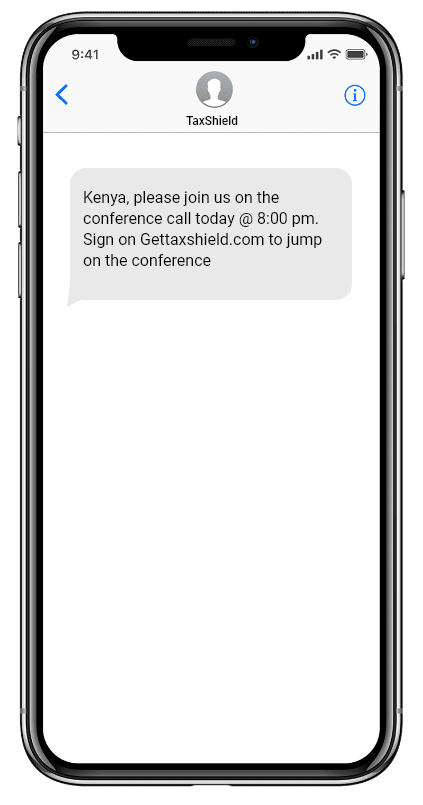 9:41
TaxShield
Kenya, please join us on the
conference call today @ 8:00 pm.
Sign on Gettaxshield.com to jump
on the conference